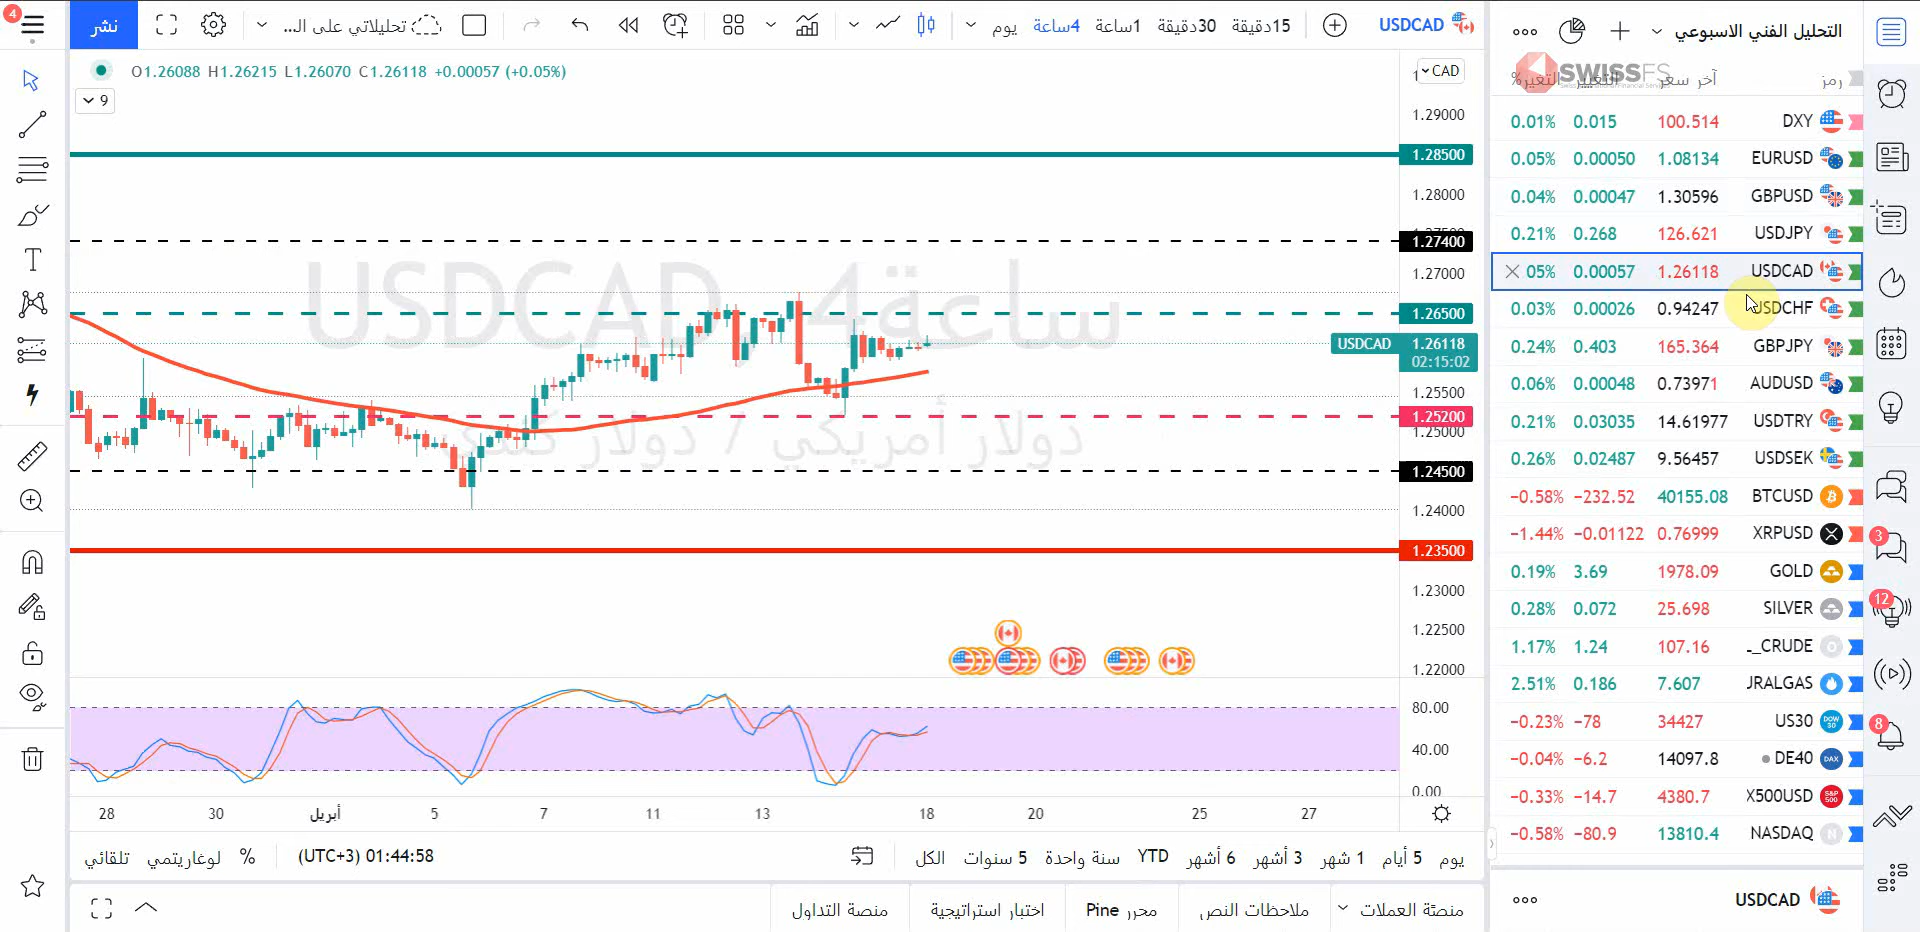 4
نشر
تحليلاتي على الـ...
يوم
4ساعة
1ساعة
30دقيقة
15دقيقة
USDCAD
O1.26088 H1.26215 L1.26070 C1.26118 +0.00057 (+0.05%)
9
CAD
1.29000
1.28500
1.28000
1.27400
1.27000
1.26500
USDCAD 1.26118
02:15:02
1.25500
1.25200
1.25000
1.24500
1.24000
1.23500
1.23000
1.22500
1.22000
USDCAD, 4ساعة
دولار أمريكي / دولار كندي
80.00
40.00
0.00
28 30 أبريل 5 7 11 13 18 20 25 27
تلقائي
لوغاريتمي
%
01:44:58 (UTC+3)
الكل
5 سنوات
سنة واحدة
YTD
6 أشهر
3 أشهر
1 شهر
5 أيام
يوم
منصة التداول
اختبار استراتيجية
محرر Pine
ملاحظات النص
منصئة العملات
التحليل الفني الاسبوعي
SWISSFS
رمز
آخر سعر
التغيير
التغير%
DXY 100.514 0.015 0.01%
EURUSD 1.08134 0.00050 0.05%
GBPUSD 1.30596 0.00047 0.04%
USDJPY 126.621 0.268 0.21%
USDCAD 1.26118 0.00057 05%
USDCHF 0.94247 0.00026 0.03%
GBPJPY 165.364 0.403 0.24%
AUDUSD 0.73971 0.00048 0.06%
USDTRY 14.61977 0.03035 0.21%
USDSEK 9.56457 0.02487 0.26%
BTCUSD 40155.08 −232.52 −0.58%
XRPUSD 0.76999 −0.01122 −1.44%
GOLD 1978.09 3.69 0.19%
SILVER 25.698 0.072 0.28%
_CRUDE 107.16 1.24 1.17%
URALGAS 7.607 0.186 2.51%
US30 34427 −78 −0.23%
DE40 14097.8 −6.2 −0.04%
X500USD 4380.7 −14.7 −0.33%
NASDAQ 13810.4 −80.9 −0.58%
USDCAD
3
12
8